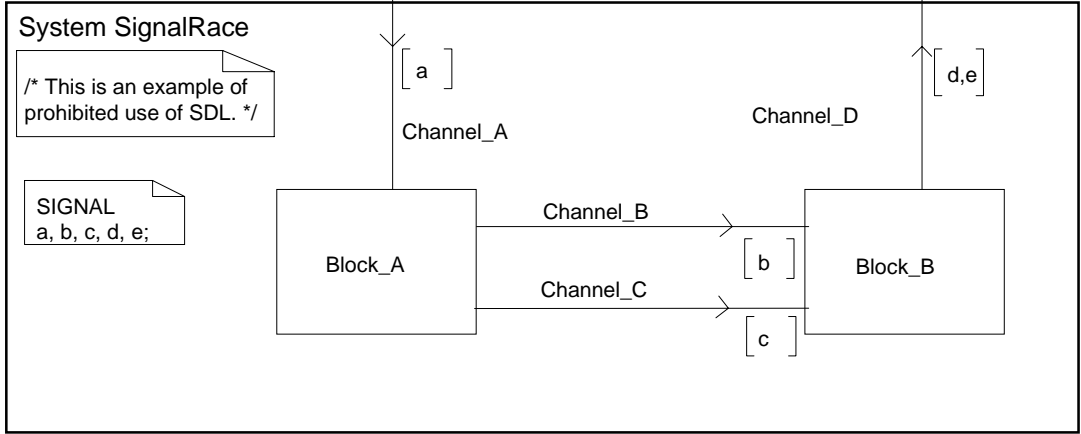 System SignalRace
/* This is an example of
prohibited use of SDL. */
[ a ]
Channel_A
[ d,e ]
Channel_D
SIGNAL
a, b, c, d, e;
Block_A
Channel_B
[ b ]
Channel_C
[ c ]
Block_B